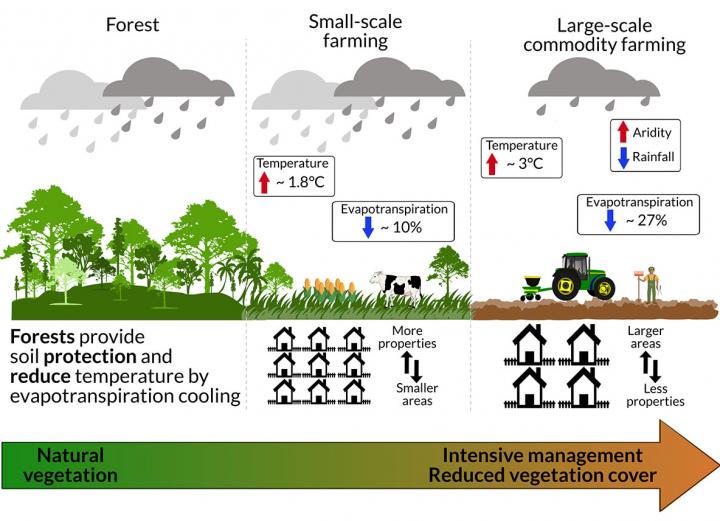 Forest
Small-scale
farming
Large-scale
commodity farming
Temperature
~ 1.8°C
Evapotranspiration
~ 10%
Temperature
~ 3°C
Aridity
Rainfall
Evapotranspiration
~ 27%
Forests provide
soil protection and
reduce temperature by
evapotranspiration cooling
More
properties
Smaller
areas
Larger
areas
Less
properties
Natural
vegetation
Intensive management
Reduced vegetation cover